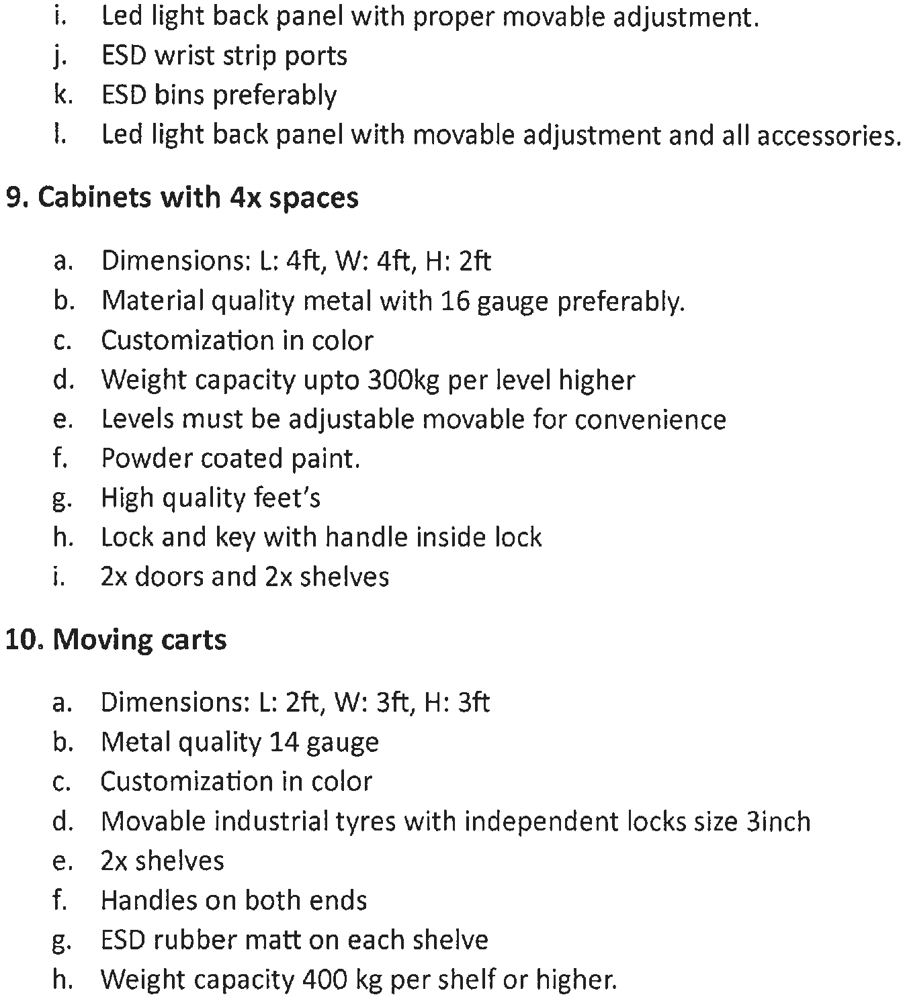 i. Led light back panel with proper movable adjustment.
j. ESD wrist strip ports
k. ESD bins preferably
l. Led light back panel with movable adjustment and all accessories.
9. Cabinets with 4x spaces
a. Dimensions: L: 4ft, W: 4ft, H: 2ft
b. Material quality metal with 16 gauge preferably.
c. Customization in color
d. Weight capacity upto 300kg per level higher
e. Levels must be adjustable movable for convenience
f. Powder coated paint.
g. High quality feet’s
h. Lock and key with handle inside lock
i. 2x doors and 2x shelves
10. Moving carts
a. Dimensions: L: 2ft, W: 3ft, H: 3ft
b. Metal quality 14 gauge
c. Customization in color
d. Movable industrial tyres with independent locks size 3inch
e. 2x shelves
f. Handles on both ends
g. ESD rubber matt on each shelve
h. Weight capacity 400 kg per shelf or higher.